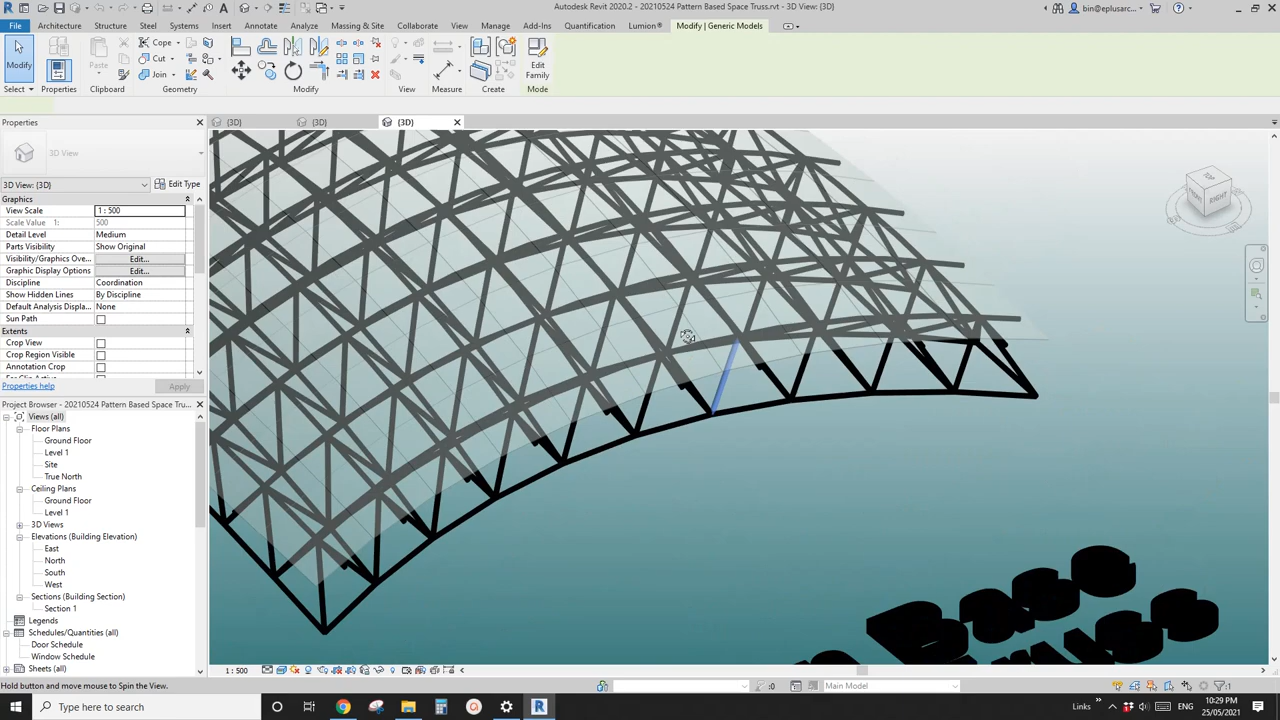 Autodesk Revit 2020.2 - 20210524 Pattern Based Space Truss.rvt - 3D View: {3D}
bin@eplusarc...
File Architecture Structure Steel Systems Insert Annotate Analyze Massing & Site Collaborate View Manage Add-Ins Quantification Lumion® Modify | Generic Models
Modify Paste Cope Cut Join Edit Family
Select Properties Clipboard Geometry Modify View Measure Create Mode
Properties
{3D} {3D} {3D}
3D View
3D View: {3D} Edit Type
Graphics
View Scale 1 : 500
Scale Value 1: 500
Detail Level Medium
Parts Visibility Show Original
Visibility/Graphics Ove... Edit...
Graphic Display Options Edit...
Discipline Coordination
Show Hidden Lines By Discipline
Default Analysis Displa... None
Sun Path
Extents
Crop View
Crop Region Visible
Annotation Crop
Properties help Apply
Project Browser - 20210524 Pattern Based Space Trus...
Views (all)
Floor Plans
Ground Floor
Level 1
Site
True North
Ceiling Plans
Ground Floor
Level 1
3D Views
Elevations (Building Elevation)
East
North
South
West
Sections (Building Section)
Section 1
Legends
Schedules/Quantities (all)
Door Schedule
Window Schedule
Sheets (all)
TOP
FRONT
RIGHT
1 : 500
Hold button and move mouse to Spin the View.
:0
Main Model
:1
Type here to search
Links
10:29 PM
25/05/2021